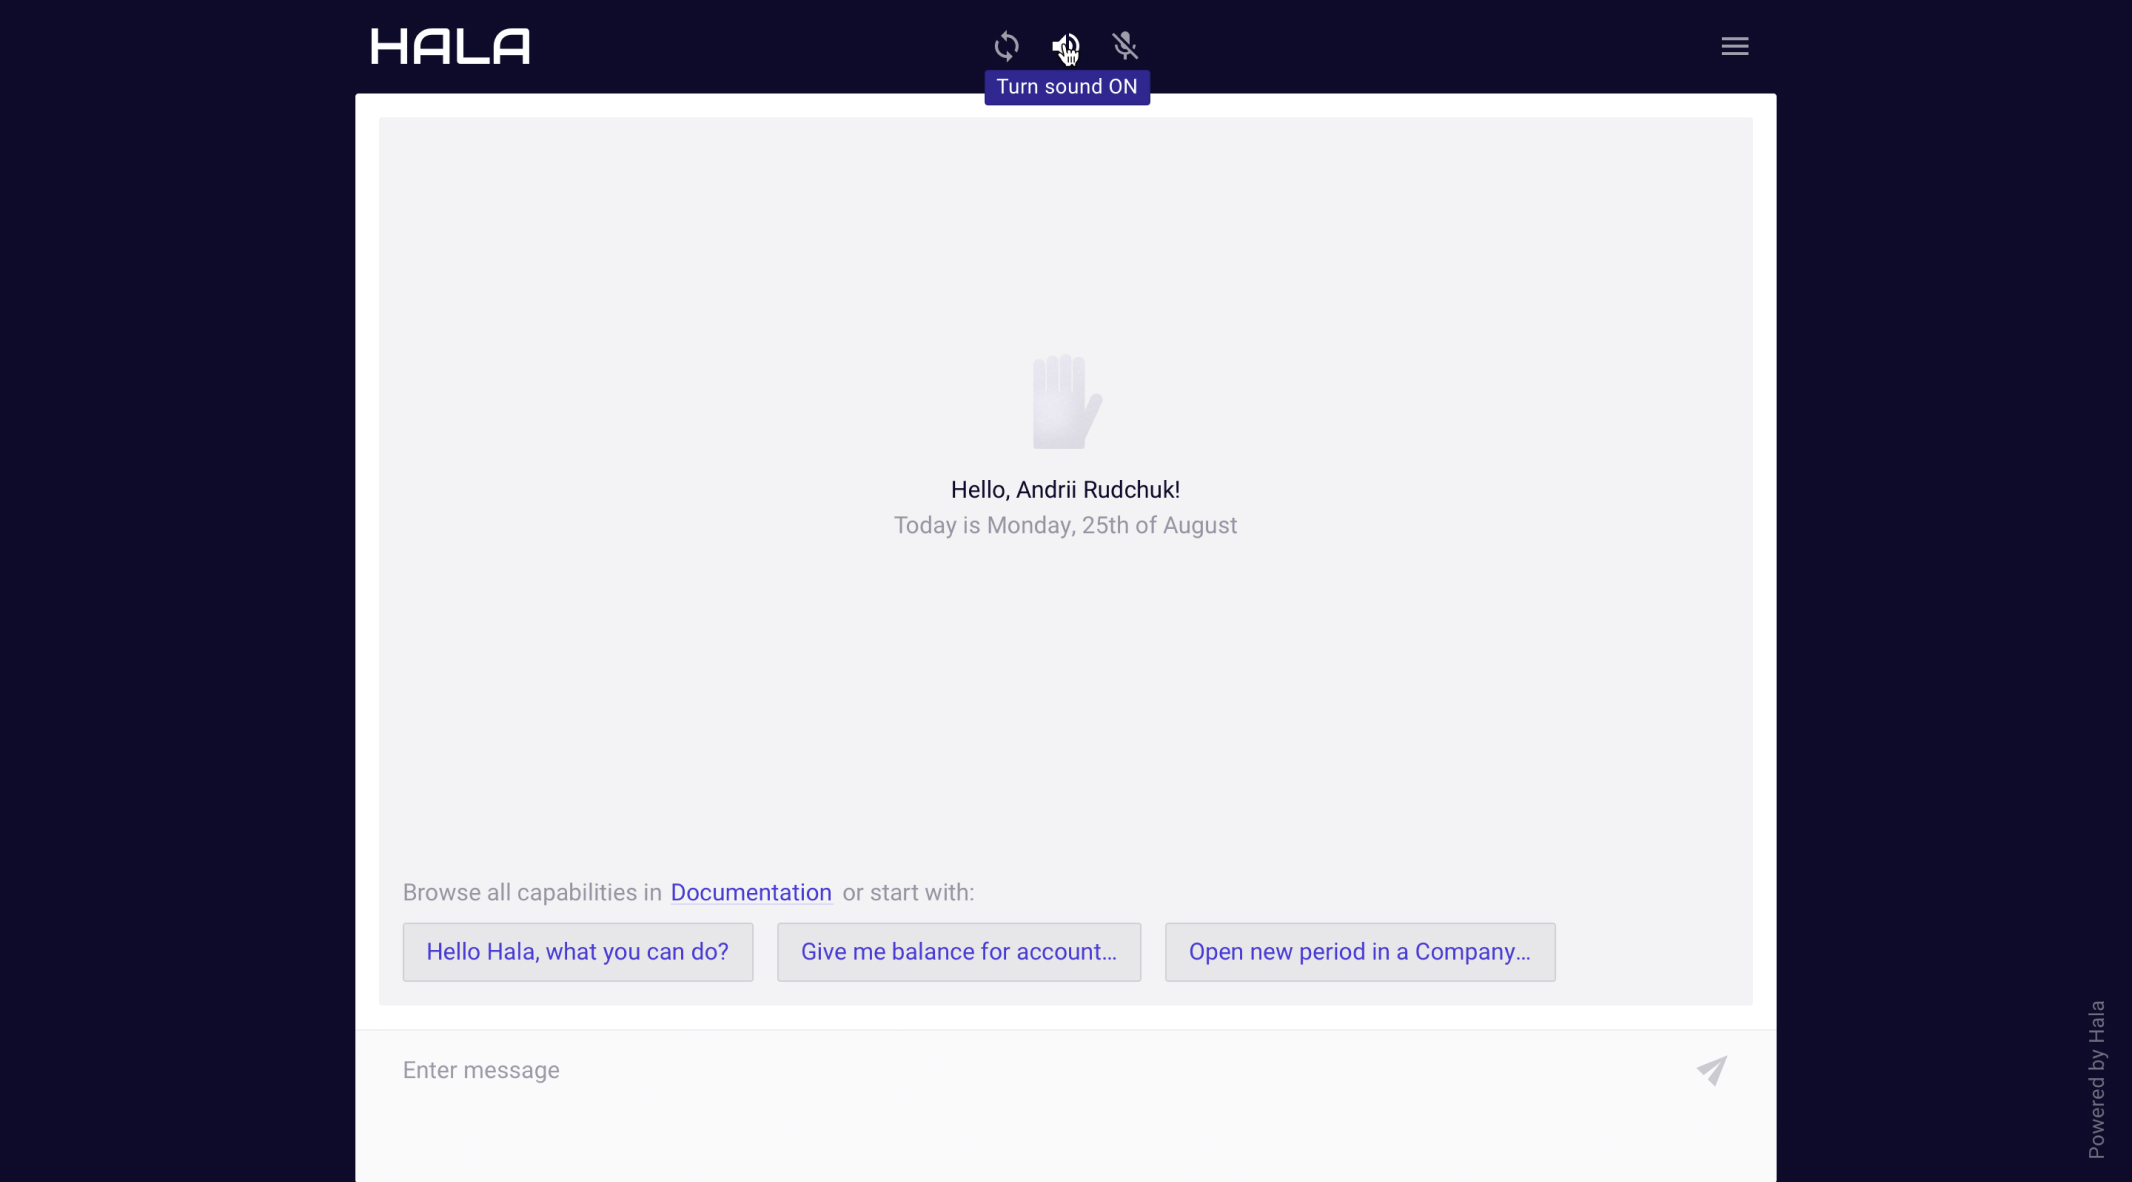 HALA
Turn sound ON
Hello, Andrii Rudchuk!
Today is Monday, 25th of August
Browse all capabilities in Documentation or start with:
Hello Hala, what you can do?
Give me balance for account...
Open new period in a Company...
Enter message
Powered by Hala